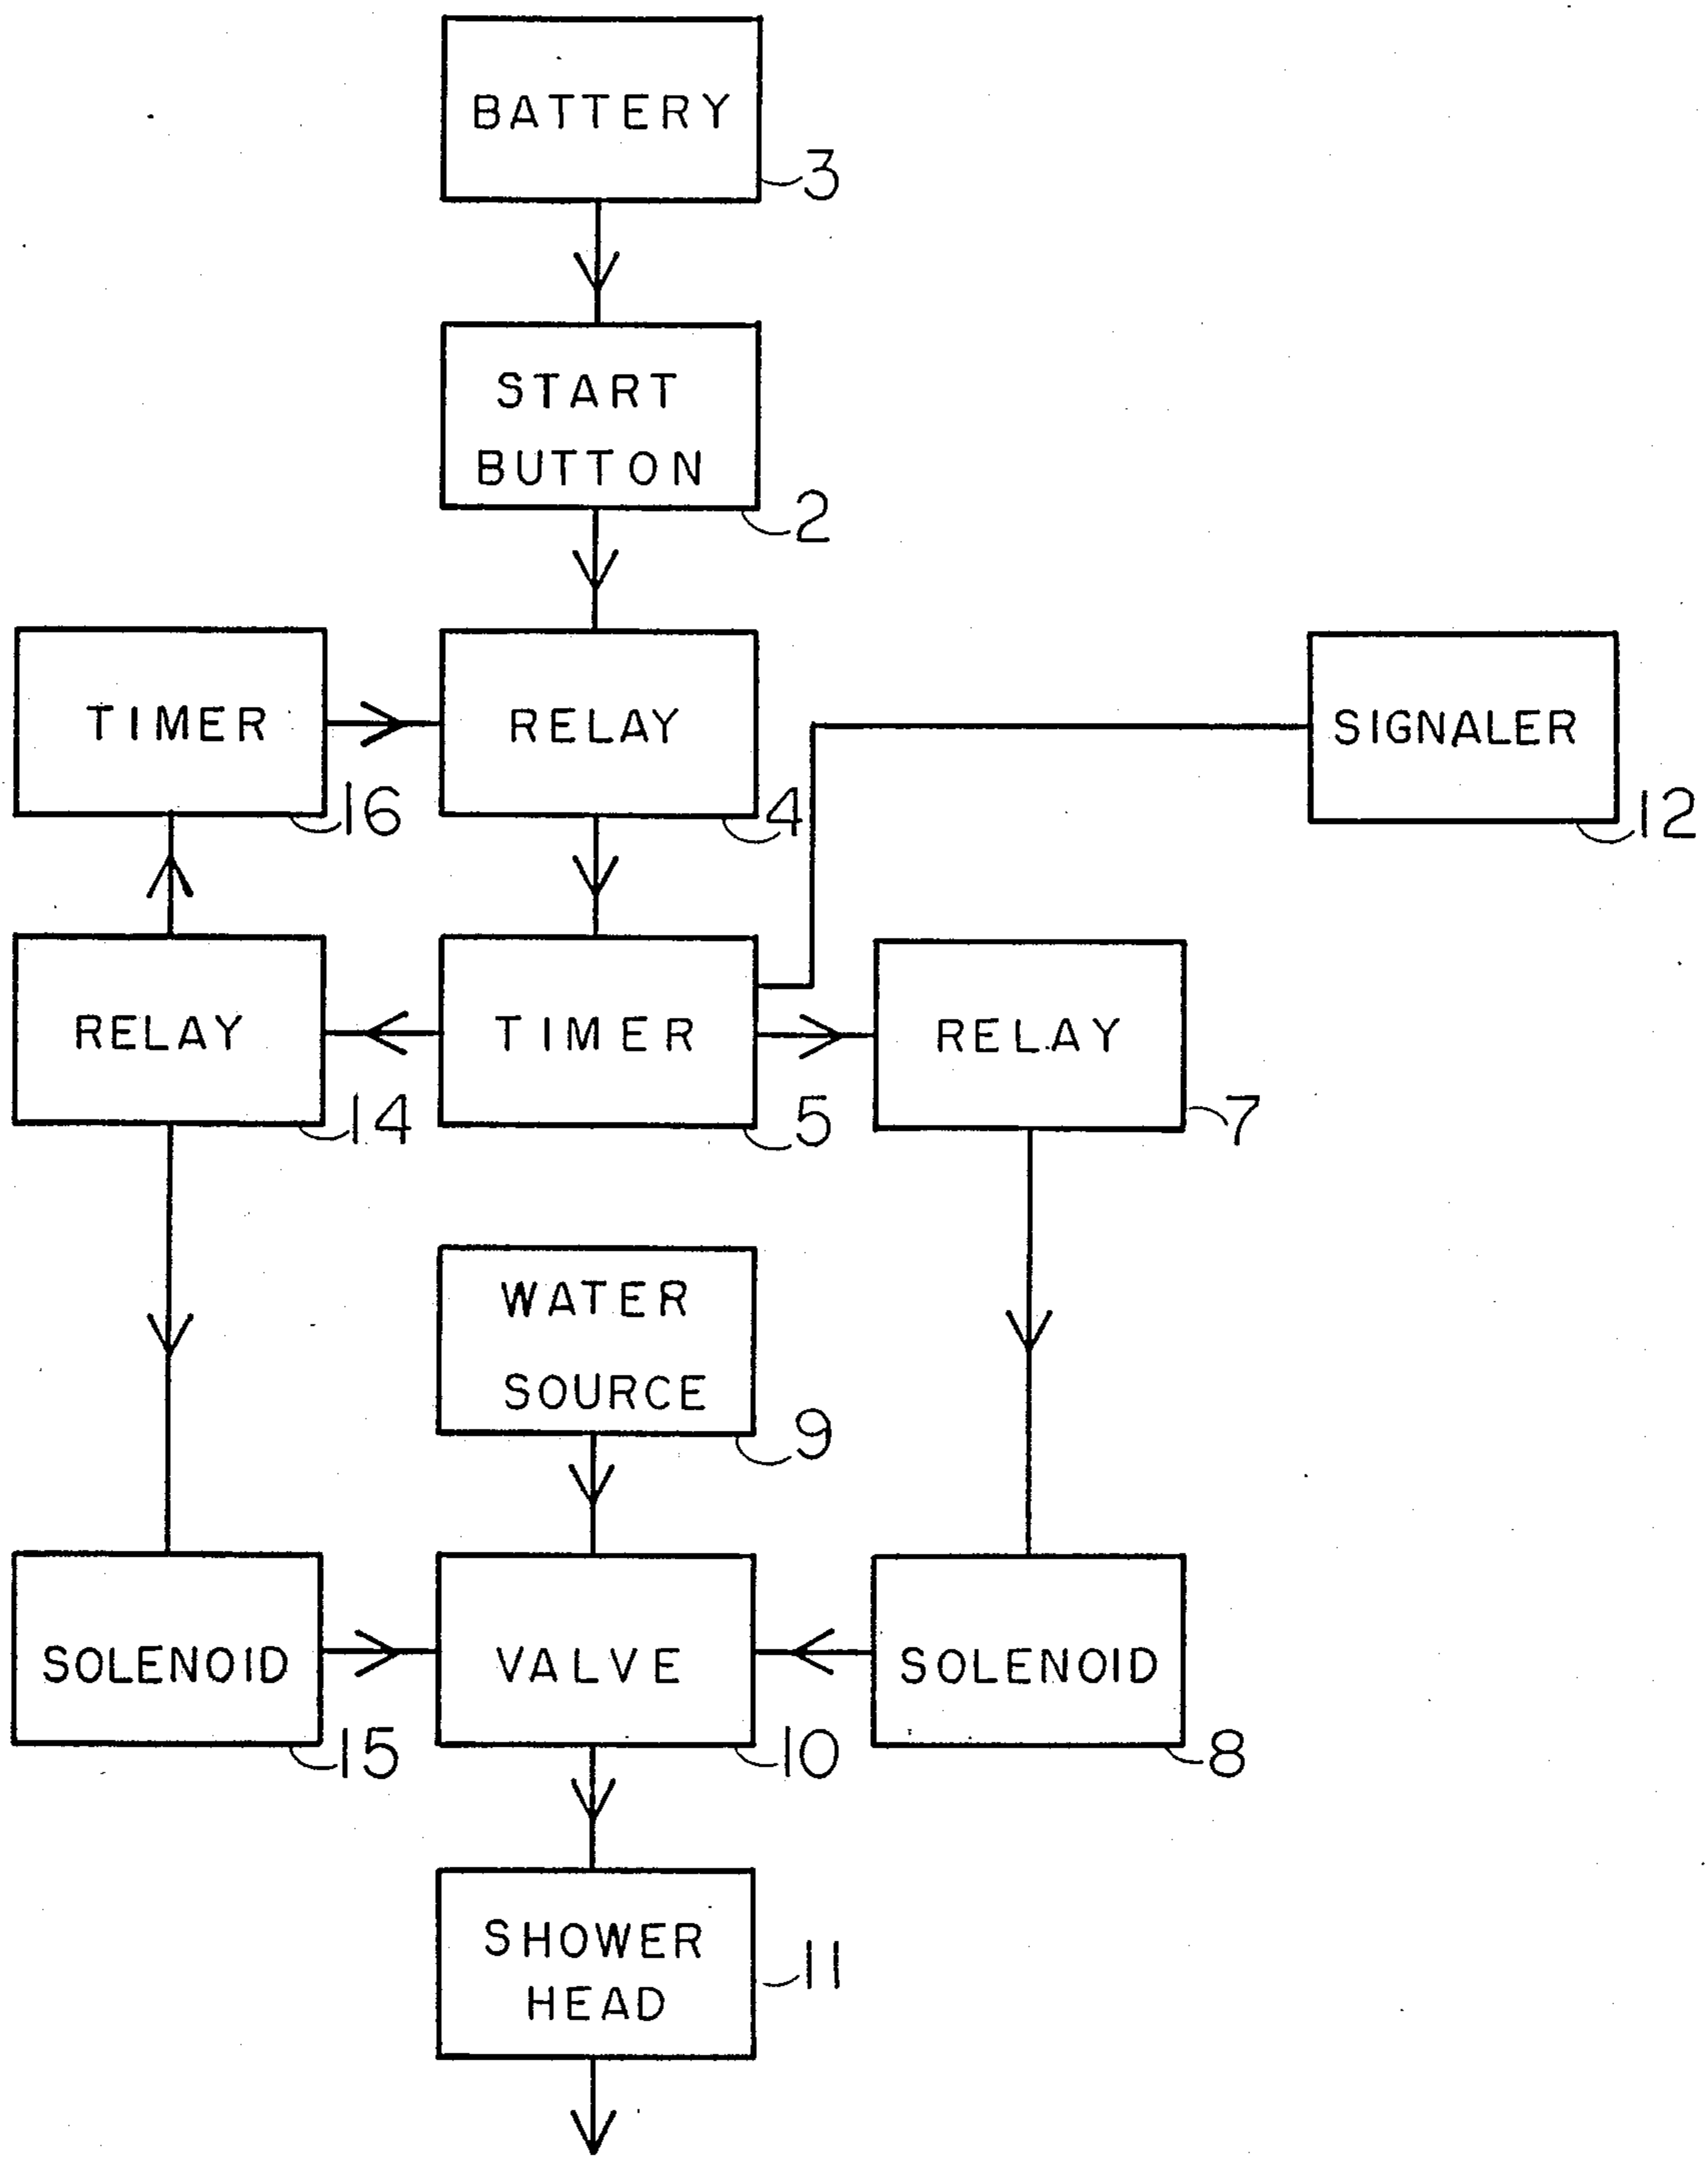 BATTERY
3
START
BUTTON
2
TIMER
16
RELAY
4
SIGNALER
12
RELAY
14
TIMER
5
RELAY
7
WATER
SOURCE
9
SOLENOID
15
VALVE
10
SOLENOID
8
SHOWER
HEAD
11